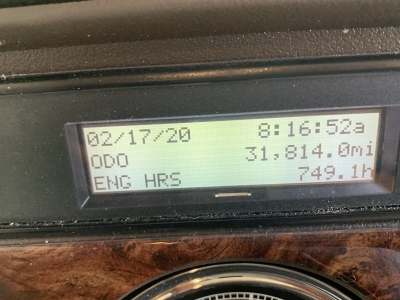 02/17/20 8:16:52a
ODO 31,814.0mi
ENG HRS 749.1h